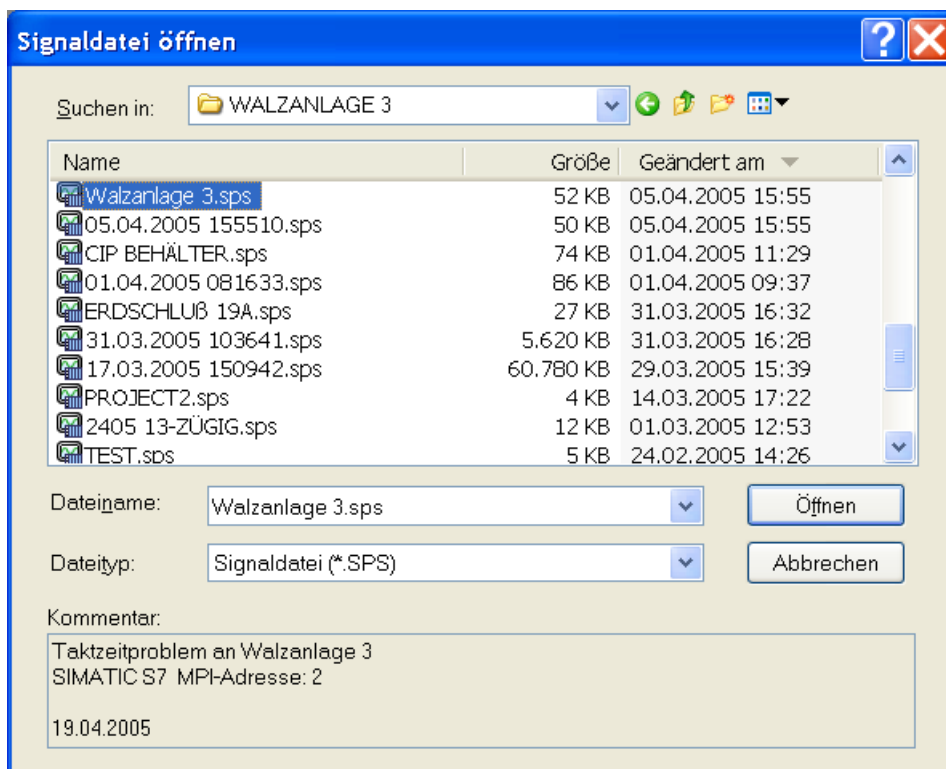 Signaldatei öffnen
Suchen in: WALZANLAGE 3
Name Größe Geändert am
Walzanlage 3.sps 52 KB 05.04.2005 15:55
05.04.2005 155510.sps 50 KB 05.04.2005 15:55
CIP BEHÄLTER.sps 74 KB 01.04.2005 11:29
01.04.2005 081633.sps 86 KB 01.04.2005 09:37
ERDSCHLUß 19A.sps 27 KB 31.03.2005 16:32
31.03.2005 103641.sps 5.620 KB 31.03.2005 16:28
17.03.2005 150942.sps 60.780 KB 29.03.2005 15:39
PROJECT2.sps 4 KB 14.03.2005 17:22
2405 13-ZÜGIG.sps 12 KB 01.03.2005 12:53
TEST.sps 5 KB 24.02.2005 14:26
Dateiname: Walzanlage 3.sps Öffnen
Dateityp: Signaldatei (*.SPS) Abbrechen
Kommentar:
Taktzeitproblem an Walzanlage 3
SIMATIC S7 MPI-Adresse: 2
19.04.2005